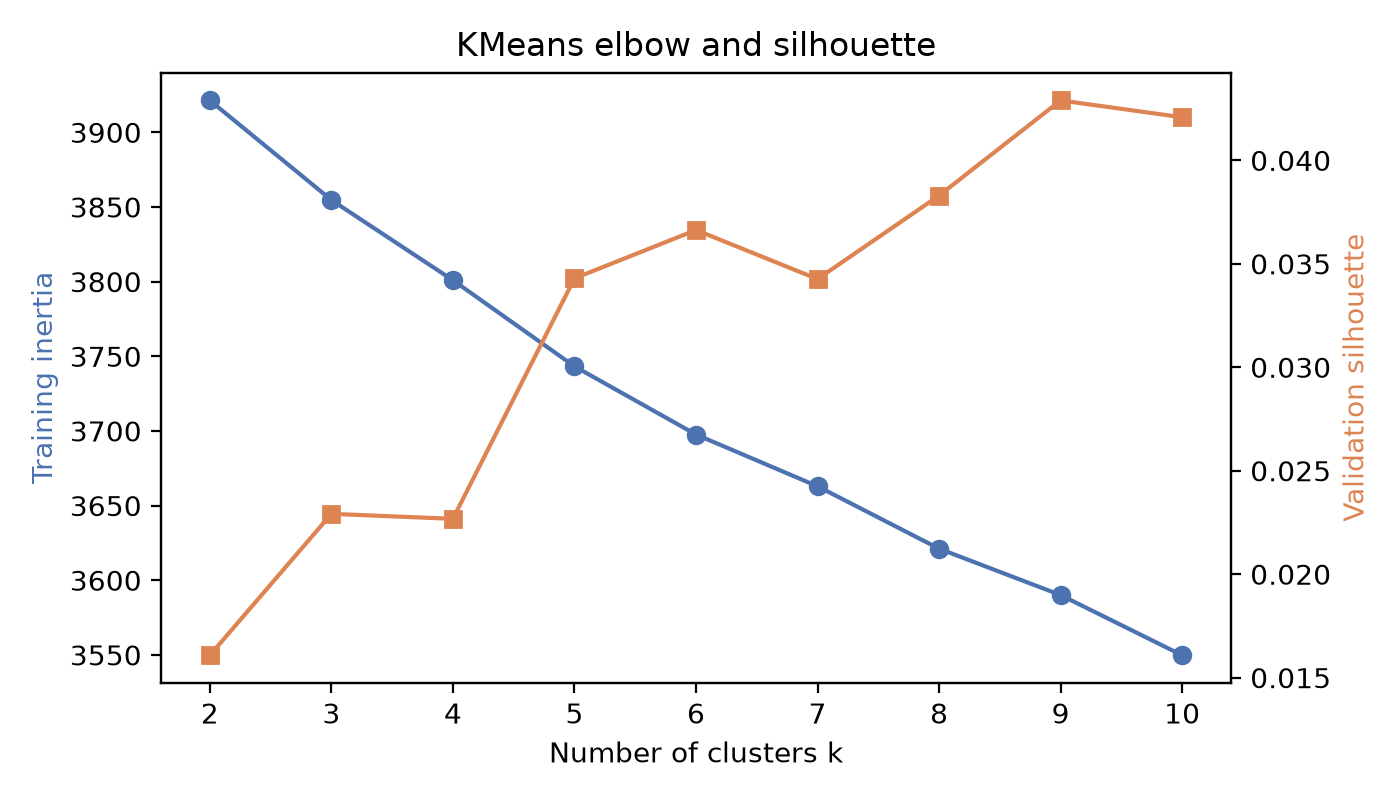 KMeans elbow and silhouette
3900
3850
3800
3750
3700
3650
3600
3550
Training inertia
0.040
0.035
0.030
0.025
0.020
0.015
Validation silhouette
2 3 4 5 6 7 8 9 10
Number of clusters k